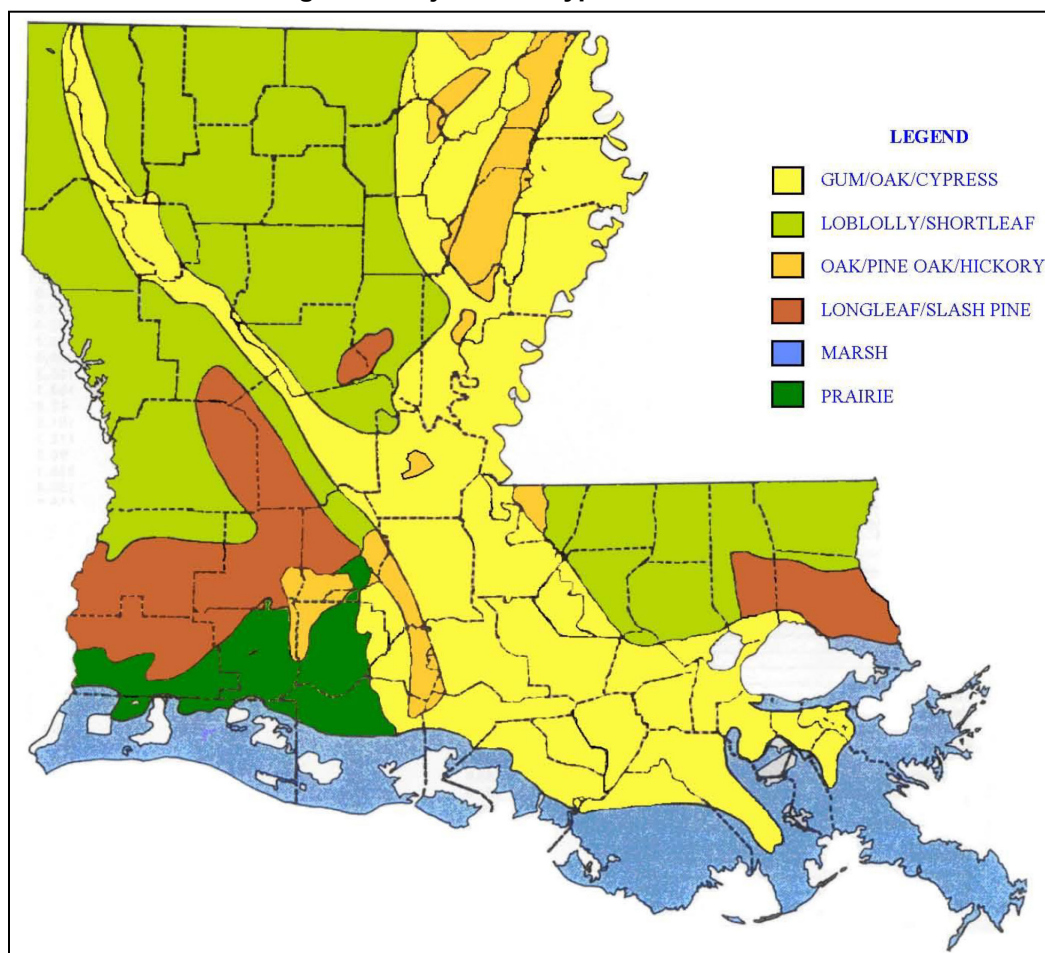 LEGEND
GUM/OAK/CYPRESS
LOBLOLLY/SHORTLEAF
OAK/PINE OAK/HICKORY
LONGLEAF/SLASH PINE
MARSH
PRAIRIE